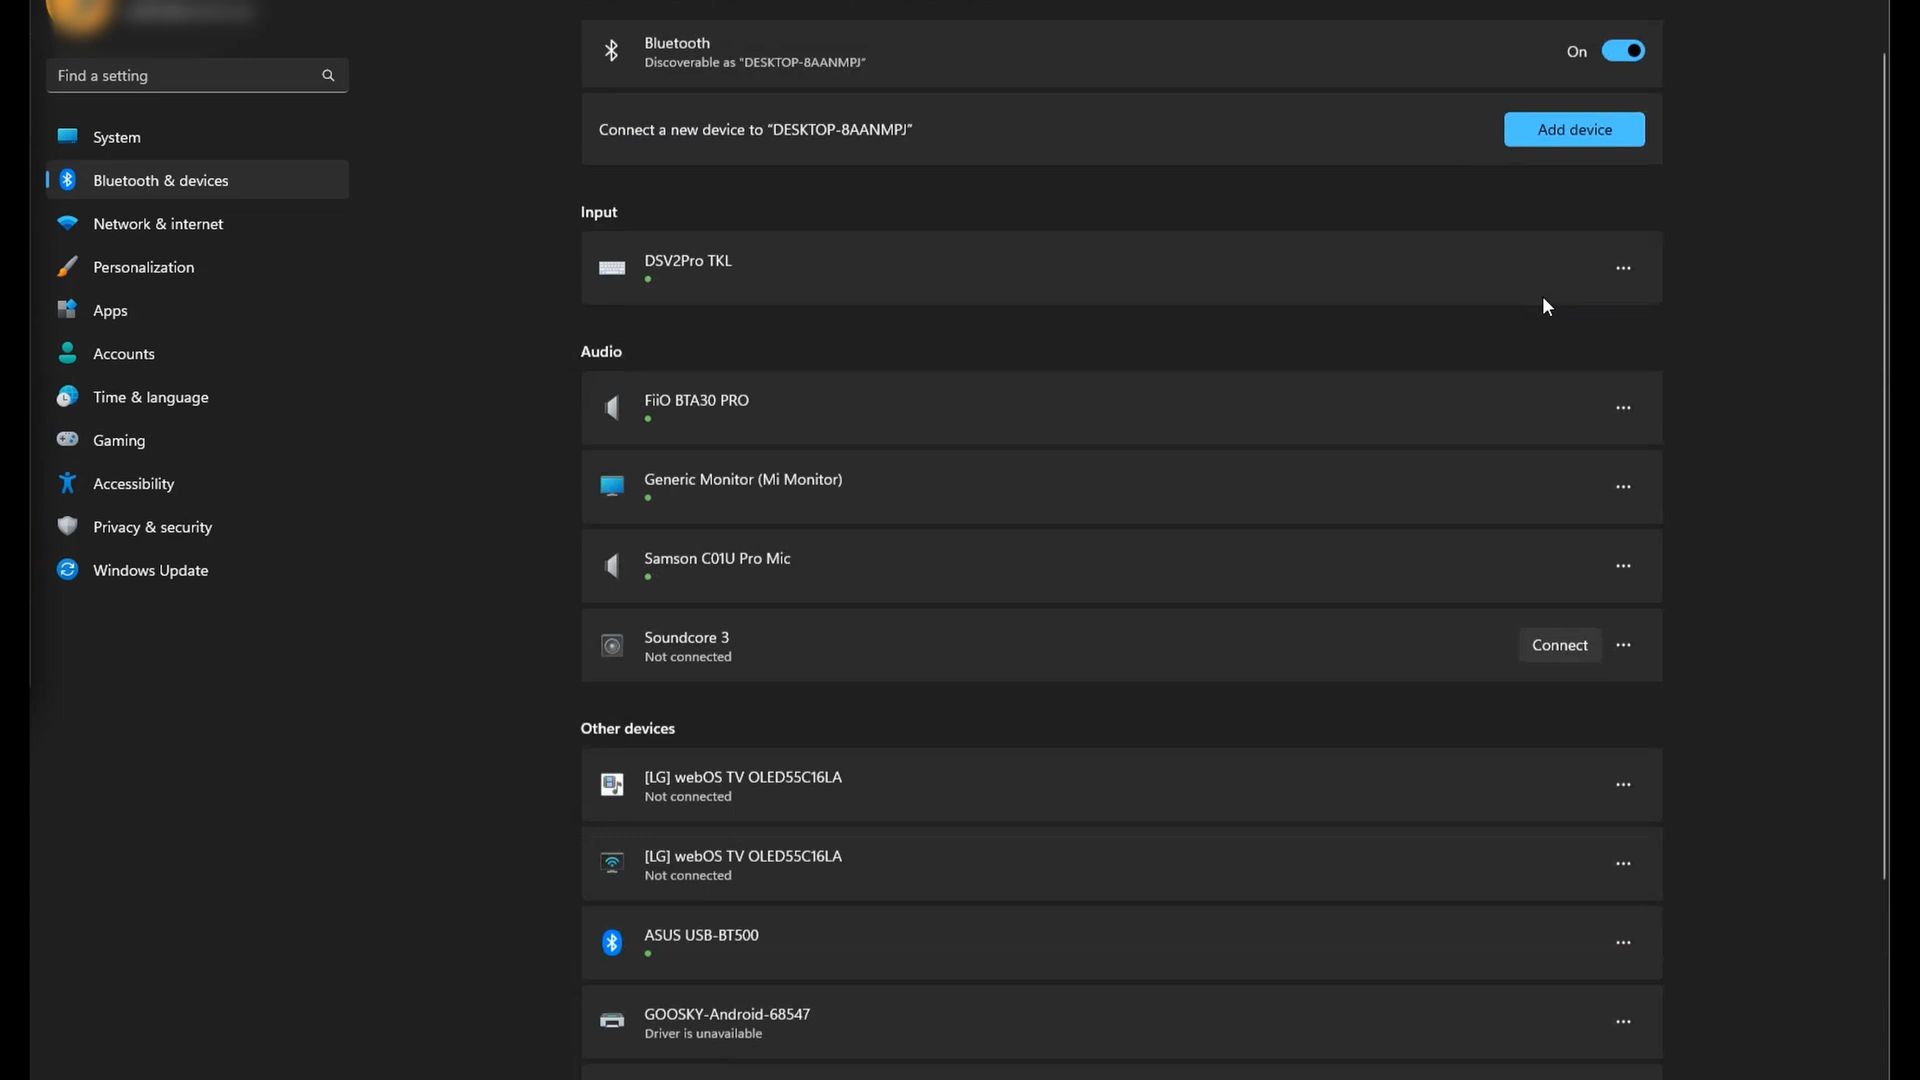 Find a setting
System
Bluetooth & devices
Network & internet
Personalization
Apps
Accounts
Time & language
Gaming
Accessibility
Privacy & security
Windows Update
Bluetooth
Discoverable as "DESKTOP-8AANMPJ"
On
Connect a new device to "DESKTOP-8AANMPJ"
Add device
Input
DSV2Pro TKL
Audio
FiiO BTA30 PRO
Generic Monitor (Mi Monitor)
Samson C01U Pro Mic
Soundcore 3
Not connected
Connect
Other devices
[LG] webOS TV OLED55C16LA
Not connected
[LG] webOS TV OLED55C16LA
Not connected
ASUS USB-BT500
GOOSKY-Android-68547
Driver is unavailable